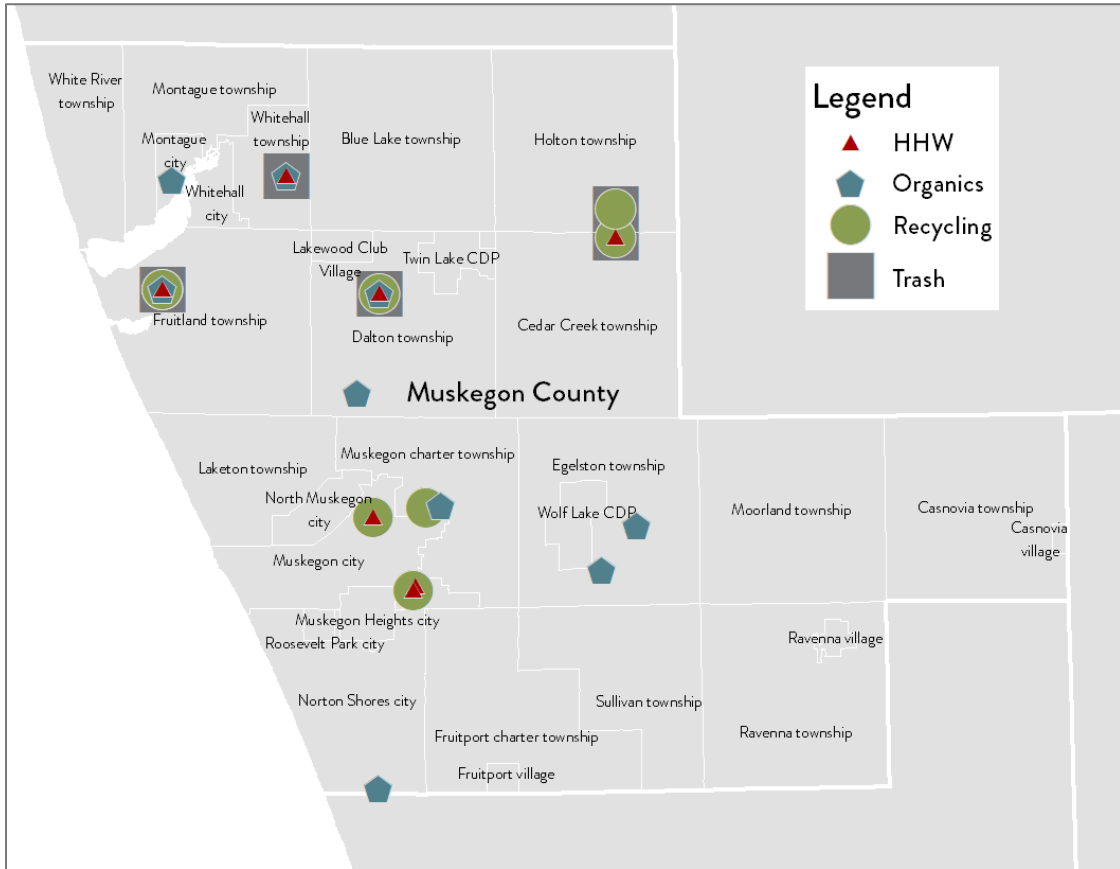 White River
township
Montague township
Whitehall
township
Montague
city
Whitehall
city
Blue Lake township
Holton township
Legend
HHW
Organics
Recycling
Trash
Lakewood Club
Village
Twin Lake CDP
Fruitland township
Dalton township
Cedar Creek township
Muskegon County
Laketon township
Muskegon charter township
Egelston township
North Muskegon
city
Wolf Lake CDP
Moorland township
Casnovia township
Casnovia
village
Muskegon city
Muskegon Heights city
Roosevelt Park city
Ravenna village
Norton Shores city
Sullivan township
Fruitport charter township
Ravenna township
Fruitport village